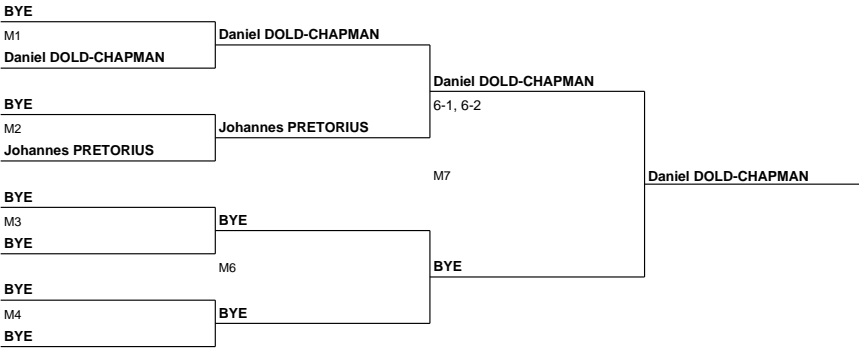 BYE
M1
Daniel DOLD-CHAPMAN
Daniel DOLD-CHAPMAN
BYE
M2
Johannes PRETORIUS
Johannes PRETORIUS
Daniel DOLD-CHAPMAN
6-1, 6-2
M7
Daniel DOLD-CHAPMAN
BYE
M3
BYE
BYE
M6
BYE
BYE
M4
BYE
BYE